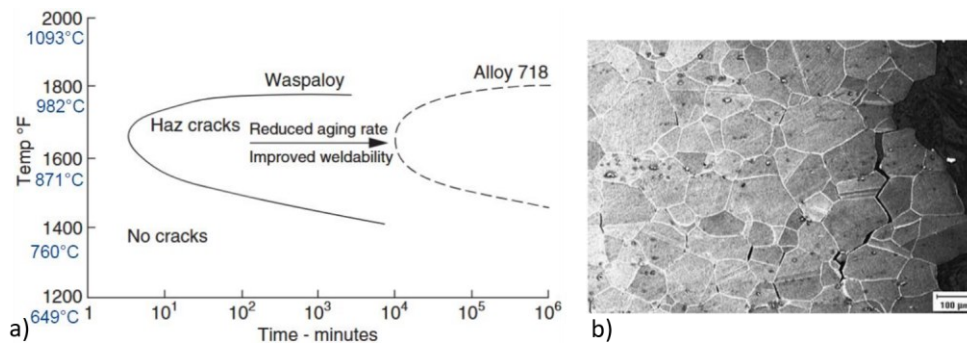 2000
1093°C
1800
982°C
1600
871°C
1400
760°C
1200
649°C
Temp °F
Waspaloy
Alloy 718
Haz cracks
Reduced aging rate
Improved weldability
No cracks
1
10¹
10²
10³
10⁴
10⁵
10⁶
Time - minutes
a)
100 µm
b)